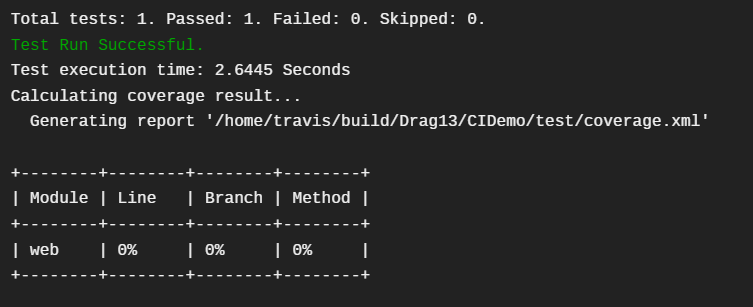 Total tests: 1. Passed: 1. Failed: 0. Skipped: 0.
Test Run Successful.
Test execution time: 2.6445 Seconds
Calculating coverage result...
  Generating report '/home/travis/build/Drag13/CIDemo/test/coverage.xml'
+--------+--------+--------+--------+
| Module | Line   | Branch | Method |
+--------+--------+--------+--------+
| web    | 0%     | 0%     | 0%     |
+--------+--------+--------+--------+